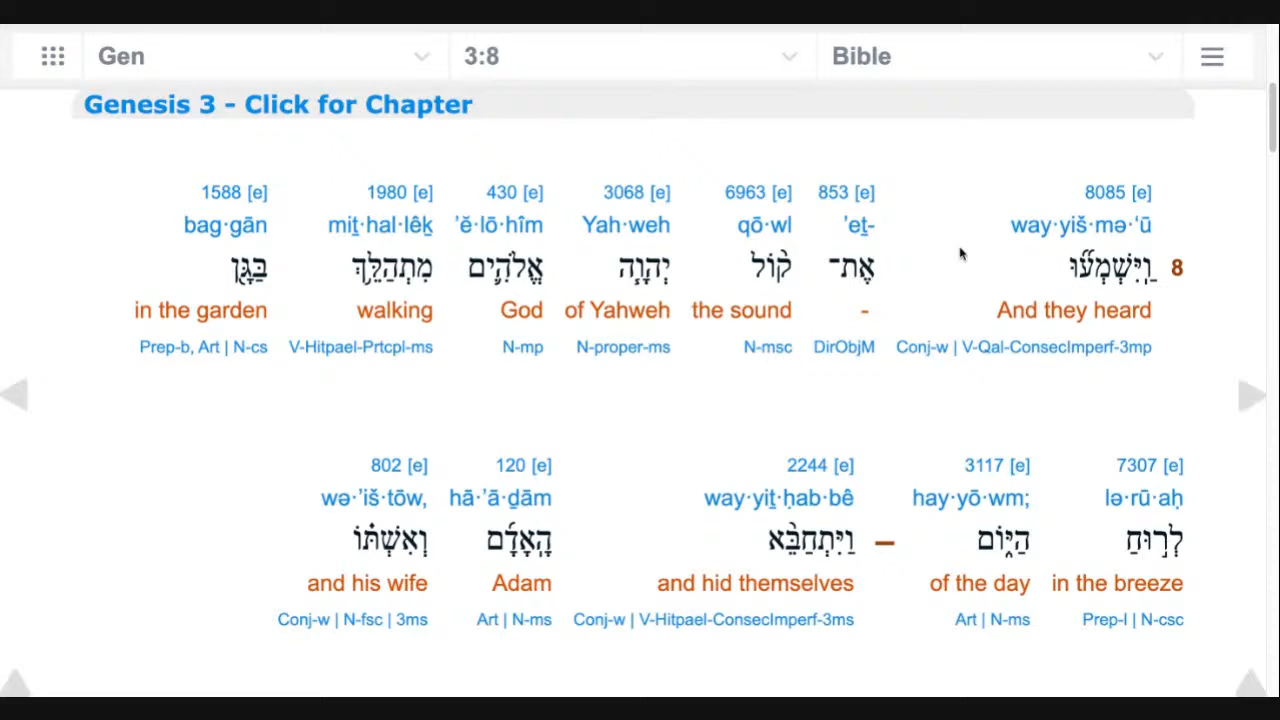 Gen 3:8 Bible
Genesis 3 - Click for Chapter
1588 [e] 1980 [e] 430 [e] 3068 [e] 6963 [e] 853 [e] 8085 [e]
bag·gān miṯ·hal·lêḵ ’ĕ·lō·hîm Yah·weh qō·wl ’eṯ- way·yiš·mə·‘ū
8 וַֽיִּשְׁמְע֞וּ אֶת־ ק֨וֹל יְהוָ֧ה אֱלֹהִ֛ים מִתְהַלֵּ֥ךְ בַּגָּ֖ן
in the garden walking God of Yahweh the sound - And they heard
Prep-b, Art | N-cs V-Hitpael-Prtcpl-ms N-mp N-proper-ms N-msc DirObjM Conj-w | V-Qal-ConsecImperf-3mp
802 [e] 120 [e] 2244 [e] 3117 [e] 7307 [e]
wə·’iš·tōw, hā·’ā·ḏām way·yiṯ·ḥab·bê hay·yō·wm; lə·rū·aḥ
לְר֣וּחַ הַיּ֑וֹם – וַיִּתְחַבֵּ֨א הָֽאָדָ֜ם וְאִשְׁתּ֗וֹ
and his wife Adam and hid themselves of the day in the breeze
Conj-w | N-fsc | 3ms Art | N-ms Conj-w | V-Hitpael-ConsecImperf-3ms Art | N-ms Prep-l | N-csc